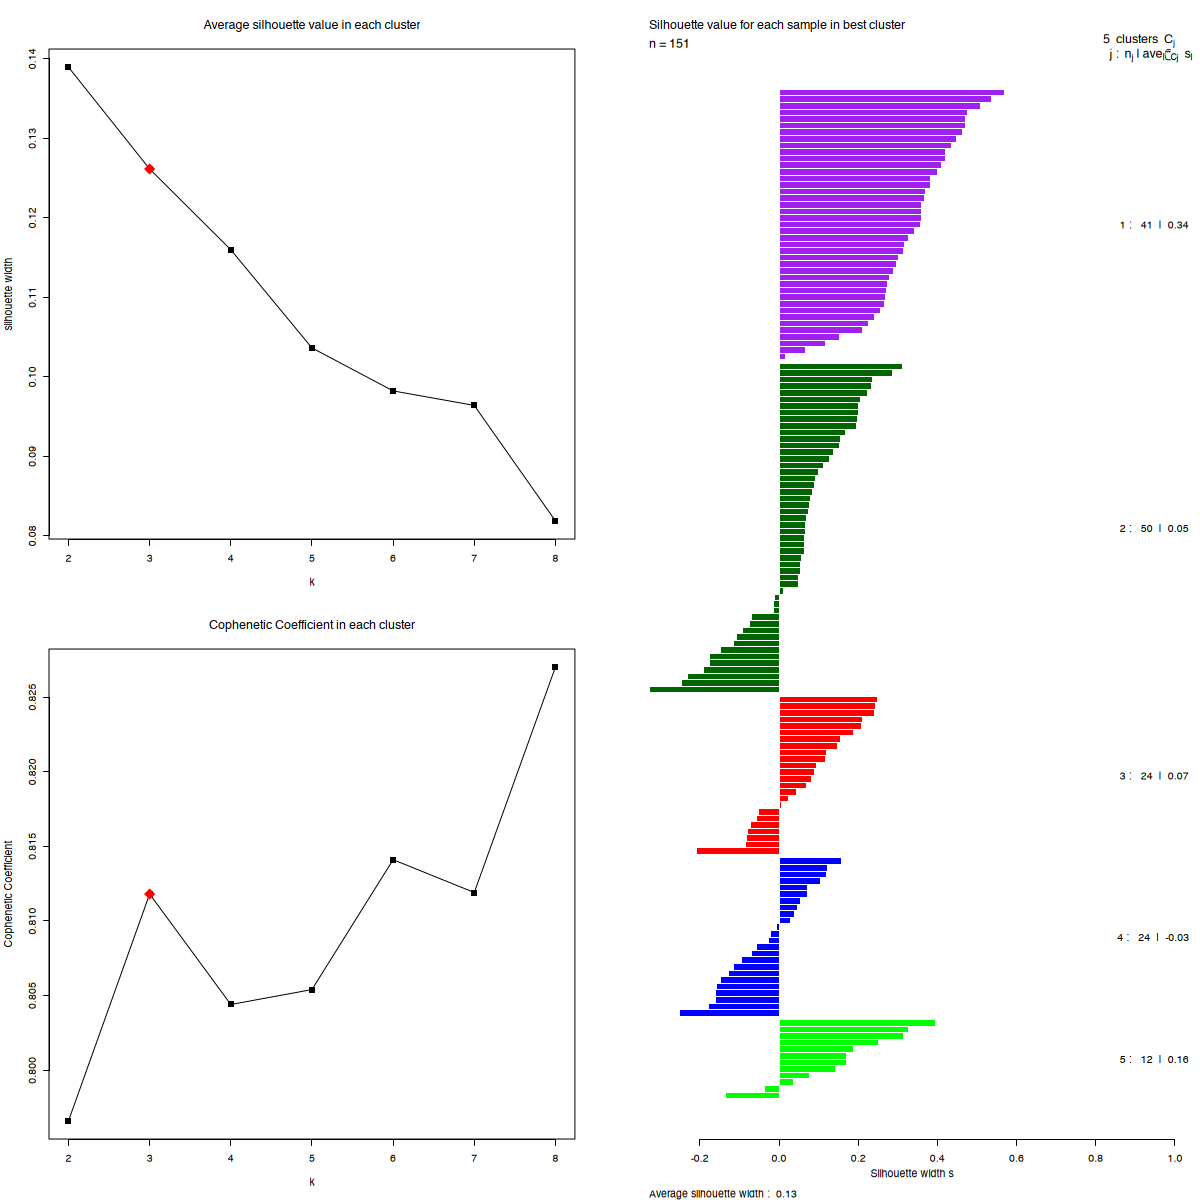 Average silhouette value in each cluster
0.14
0.13
0.12
0.11
0.10
0.09
0.08
silhouette width
2 3 4 5 6 7 8
k
Cophenetic Coefficient in each cluster
0.825
0.820
0.815
0.810
0.805
0.800
Cophenetic Coefficient
2 3 4 5 6 7 8
k
Silhouette value for each sample in best cluster
n = 151
5 clusters Cj
j : nj | avei∈Cj si
1 : 41 | 0.34
2 : 50 | 0.05
3 : 24 | 0.07
4 : 24 | -0.03
5 : 12 | 0.16
-0.2 0.0 0.2 0.4 0.6 0.8 1.0
Silhouette width s
Average silhouette width : 0.13